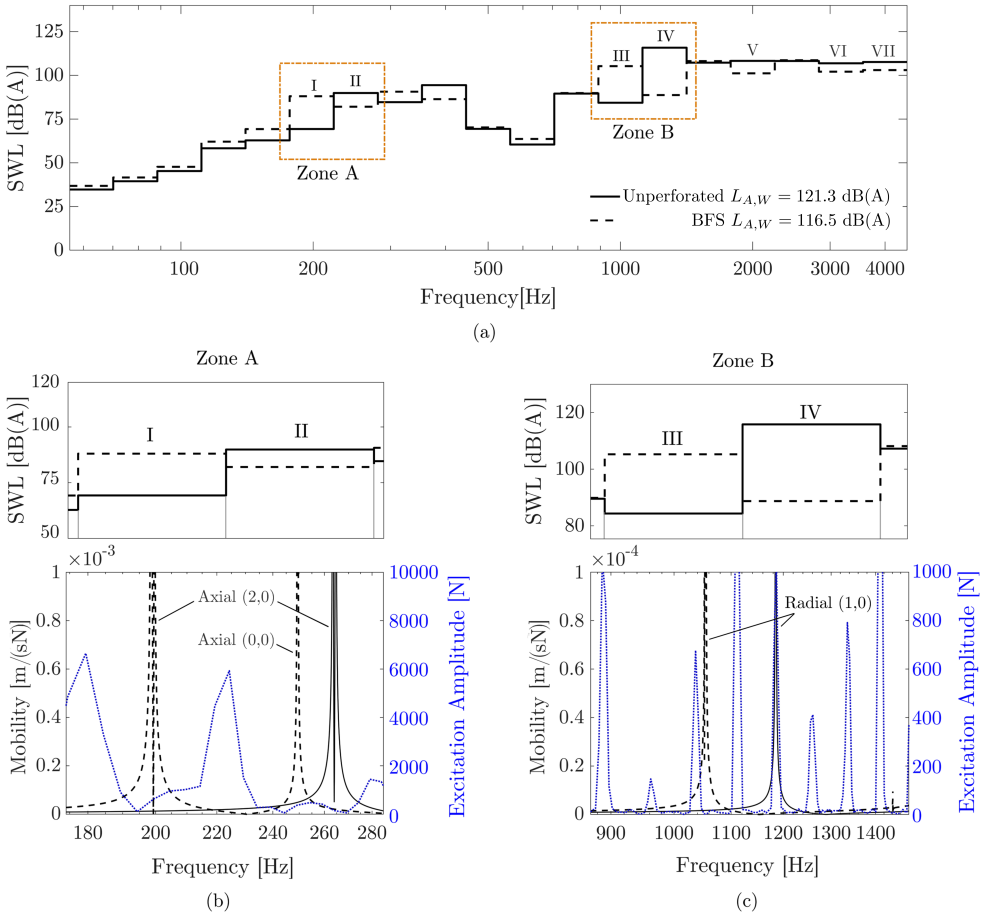 125
100
75
50
25
0
SWL [dB(A)]
I
II
Zone A
III
IV
Zone B
V
VI
VII
Unperforated L_{A,W} = 121.3 dB(A)
BFS L_{A,W} = 116.5 dB(A)
100 200 500 1000 2000 3000 4000
Frequency[Hz]
(a)
Zone A
120
100
75
50
SWL [dB(A)]
I
II
×10⁻³
1
0.8
0.6
0.4
0.2
0
Mobility [m/(sN)]
Axial (2,0)
Axial (0,0)
10000
8000
6000
4000
2000
0
Excitation Amplitude [N]
180 200 220 240 260 280
Frequency [Hz]
(b)
Zone B
120
100
80
SWL [dB(A)]
III
IV
×10⁻⁴
1
0.8
0.6
0.4
0.2
0
Mobility [m/(sN)]
Radial (1,0)
1000
800
600
400
200
0
Excitation Amplitude [N]
900 1000 1100 1200 1300 1400
Frequency [Hz]
(c)